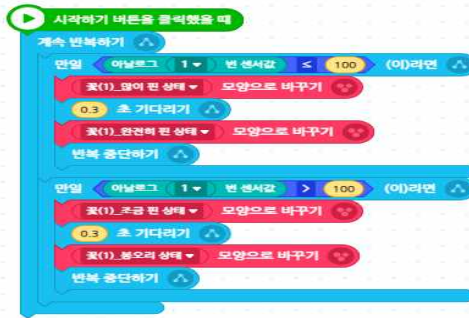 시작하기 버튼을 클릭했을 때
계속 반복하기
만일 아날로그 1 번 센서값 ≤ 100 (이)라면
꽃(1)_많이 핀 상태 모양으로 바꾸기
0.3 초 기다리기
꽃(1)_완전히 핀 상태 모양으로 바꾸기
반복 중단하기
만일 아날로그 1 번 센서값 > 100 (이)라면
꽃(1)_조금 핀 상태 모양으로 바꾸기
0.3 초 기다리기
꽃(1)_봉오리 상태 모양으로 바꾸기
반복 중단하기